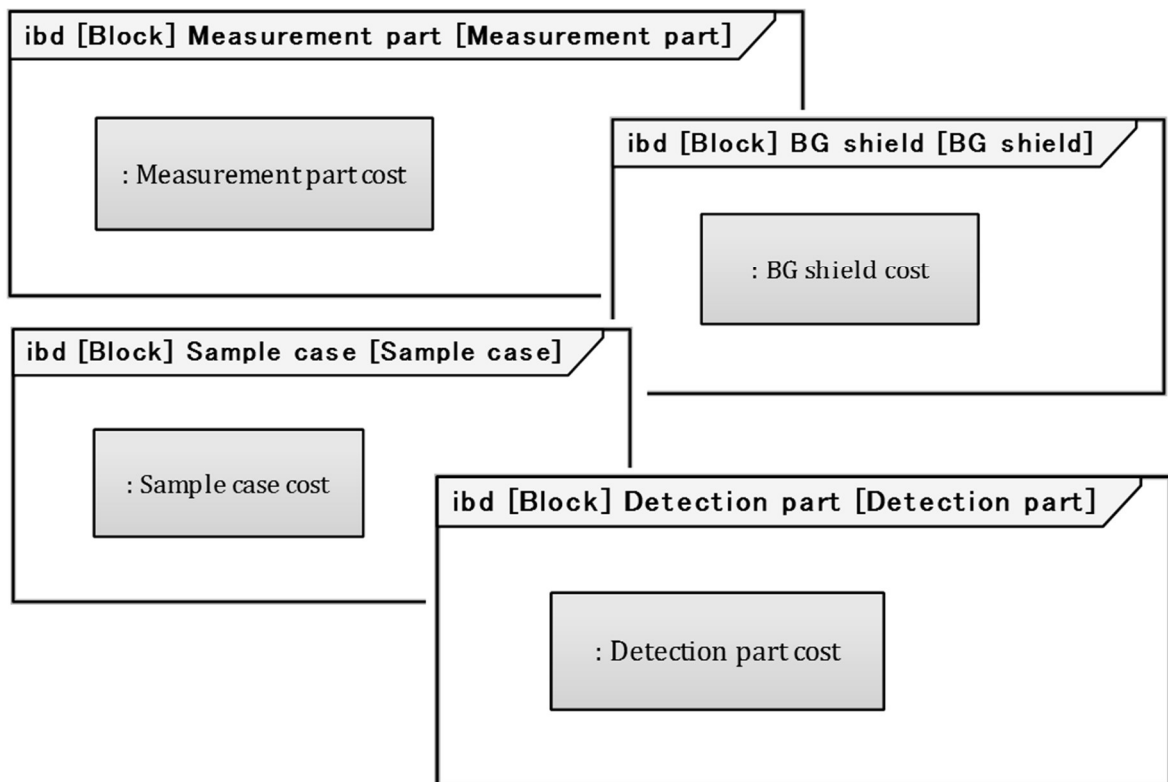 ibd [Block] Measurement part [Measurement part]
: Measurement part cost
ibd [Block] BG shield [BG shield]
: BG shield cost
ibd [Block] Sample case [Sample case]
: Sample case cost
ibd [Block] Detection part [Detection part]
: Detection part cost